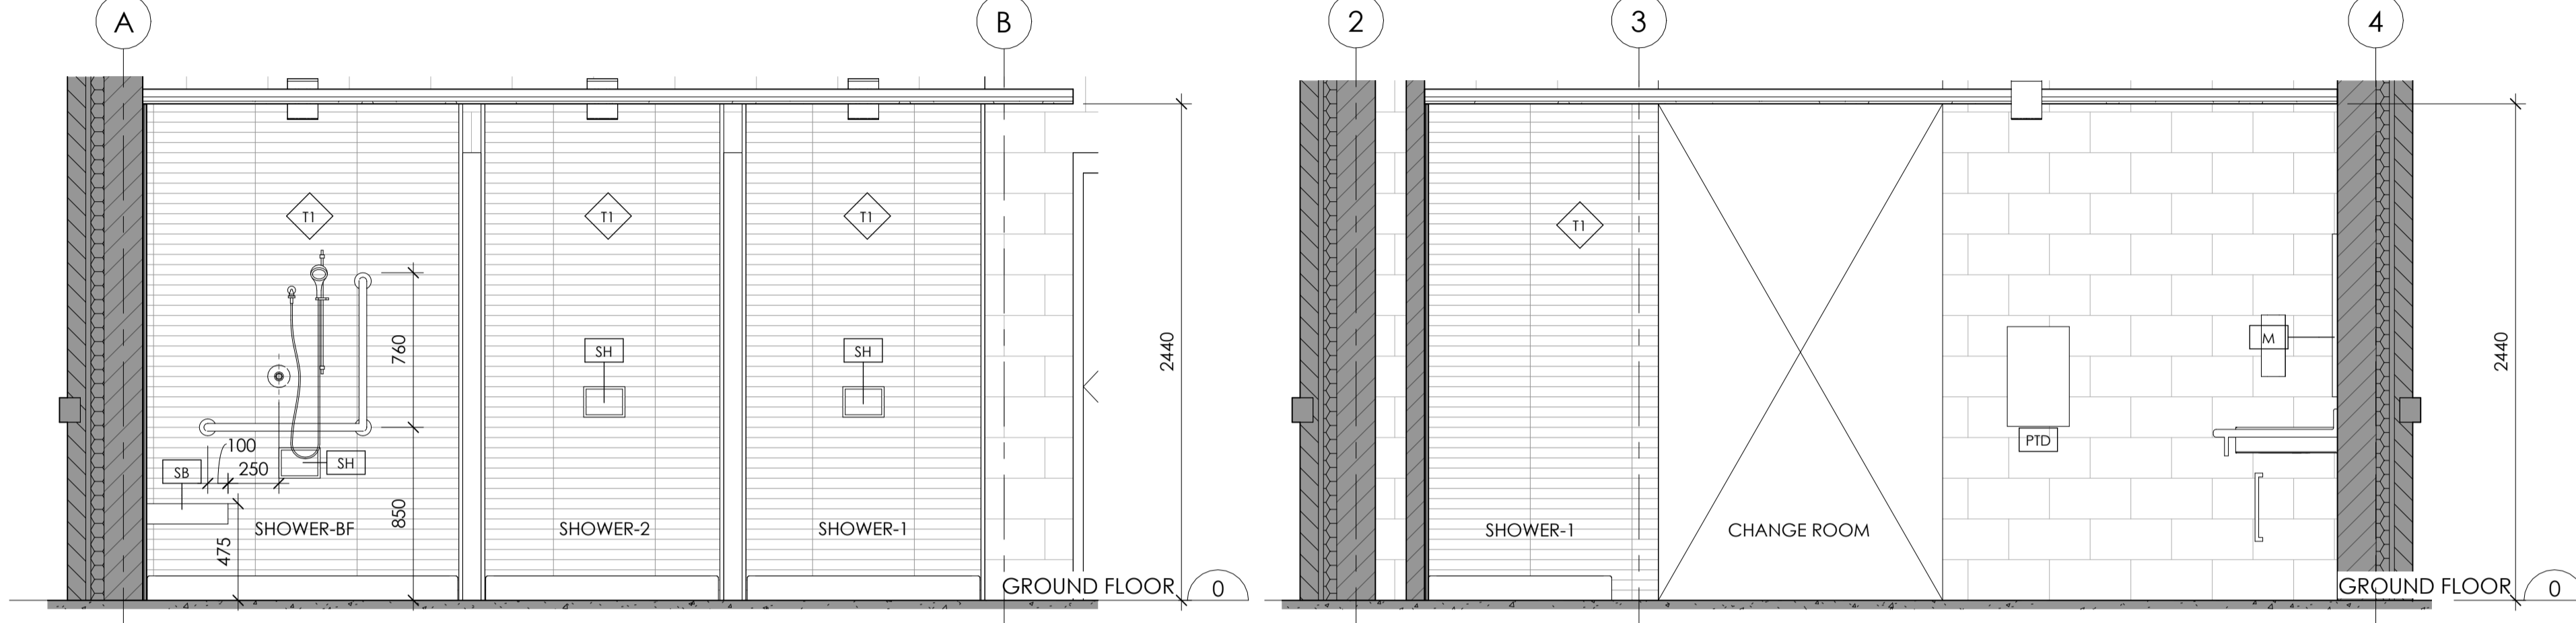 A
B
2
3
4
T1
T1
T1
T1
760
2440
2440
SH
SH
M
PTD
100
250
SH
SB
850
475
SHOWER-BF
SHOWER-2
SHOWER-1
SHOWER-1
CHANGE ROOM
GROUND FLOOR
0
GROUND FLOOR
0